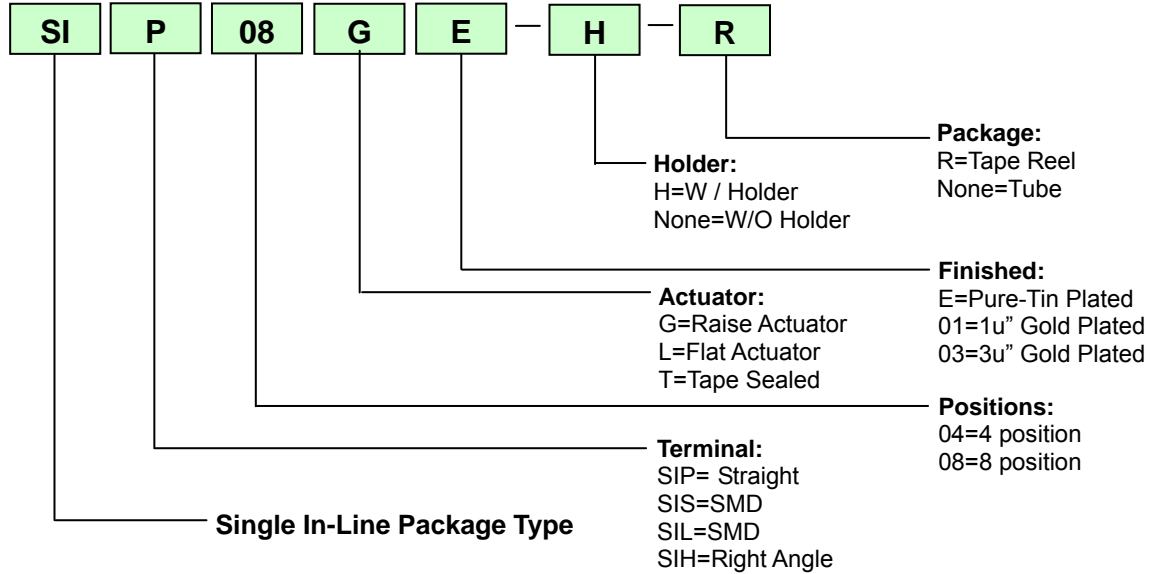 SI P 08 G E – H – R
Package:
R=Tape Reel
None=Tube
Holder:
H=W / Holder
None=W/O Holder
Finished:
E=Pure-Tin Plated
01=1u” Gold Plated
03=3u” Gold Plated
Actuator:
G=Raise Actuator
L=Flat Actuator
T=Tape Sealed
Positions:
04=4 position
08=8 position
Terminal:
SIP= Straight
SIS=SMD
SIL=SMD
SIH=Right Angle
Single In-Line Package Type